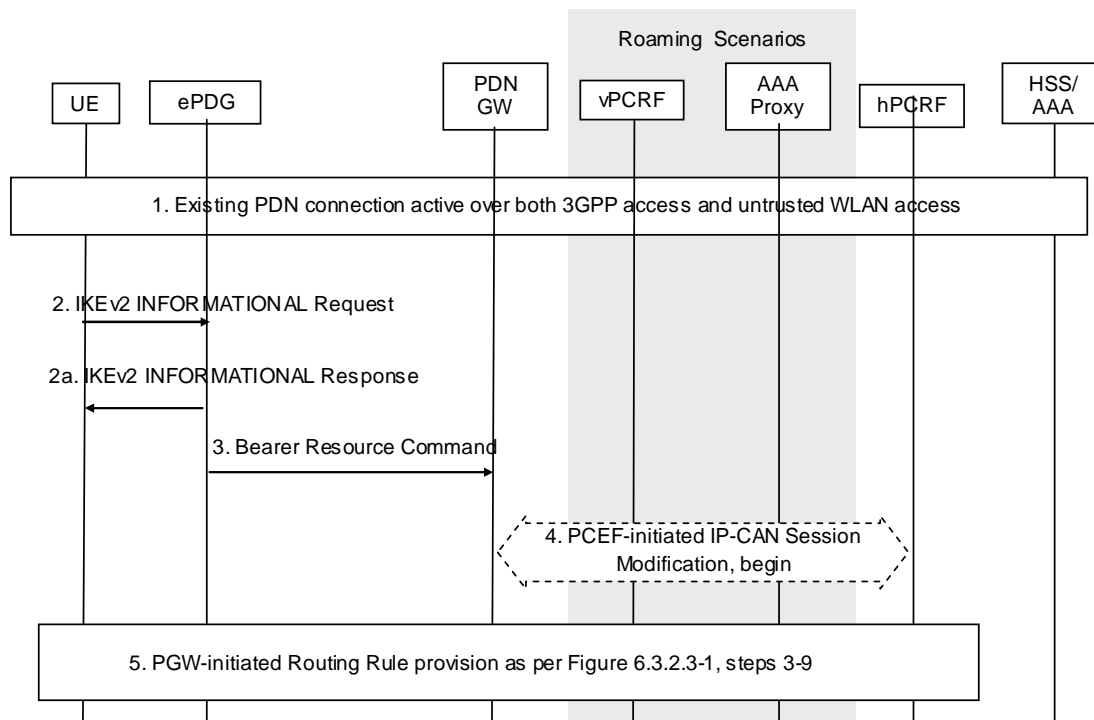 Roaming Scenarios
UE
ePDG
PDN
GW
vPCRF
AAA
Proxy
hPCRF
HSS/
AAA
1. Existing PDN connection active over both 3GPP access and untrusted WLAN access
2. IKEv2 INFORMATIONAL Request
2a. IKEv2 INFORMATIONAL Response
3. Bearer Resource Command
4. PCEF-initiated IP-CAN Session
Modification, begin
5. PGW-initiated Routing Rule provision as per Figure 6.3.2.3-1, steps 3-9